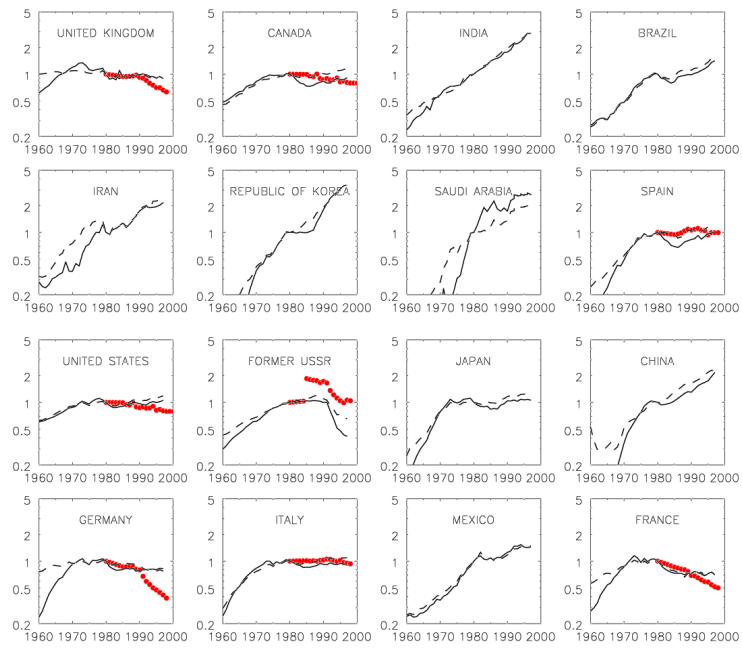 5 5 5 5
UNITED KINGDOM CANADA INDIA BRAZIL
2 2 2 2
1 1 1 1
0.5 0.5 0.5 0.5
0.2 0.2 0.2 0.2
1960 1970 1980 1990 2000 1960 1970 1980 1990 2000 1960 1970 1980 1990 2000 1960 1970 1980 1990 2000
5 5 5 5
IRAN REPUBLIC OF KOREA SAUDI ARABIA SPAIN
2 2 2 2
1 1 1 1
0.5 0.5 0.5 0.5
0.2 0.2 0.2 0.2
1960 1970 1980 1990 2000 1960 1970 1980 1990 2000 1960 1970 1980 1990 2000 1960 1970 1980 1990 2000
5 5 5 5
UNITED STATES FORMER USSR JAPAN CHINA
2 2 2 2
1 1 1 1
0.5 0.5 0.5 0.5
0.2 0.2 0.2 0.2
1960 1970 1980 1990 2000 1960 1970 1980 1990 2000 1960 1970 1980 1990 2000 1960 1970 1980 1990 2000
5 5 5 5
GERMANY ITALY MEXICO FRANCE
2 2 2 2
1 1 1 1
0.5 0.5 0.5 0.5
0.2 0.2 0.2 0.2
1960 1970 1980 1990 2000 1960 1970 1980 1990 2000 1960 1970 1980 1990 2000 1960 1970 1980 1990 2000